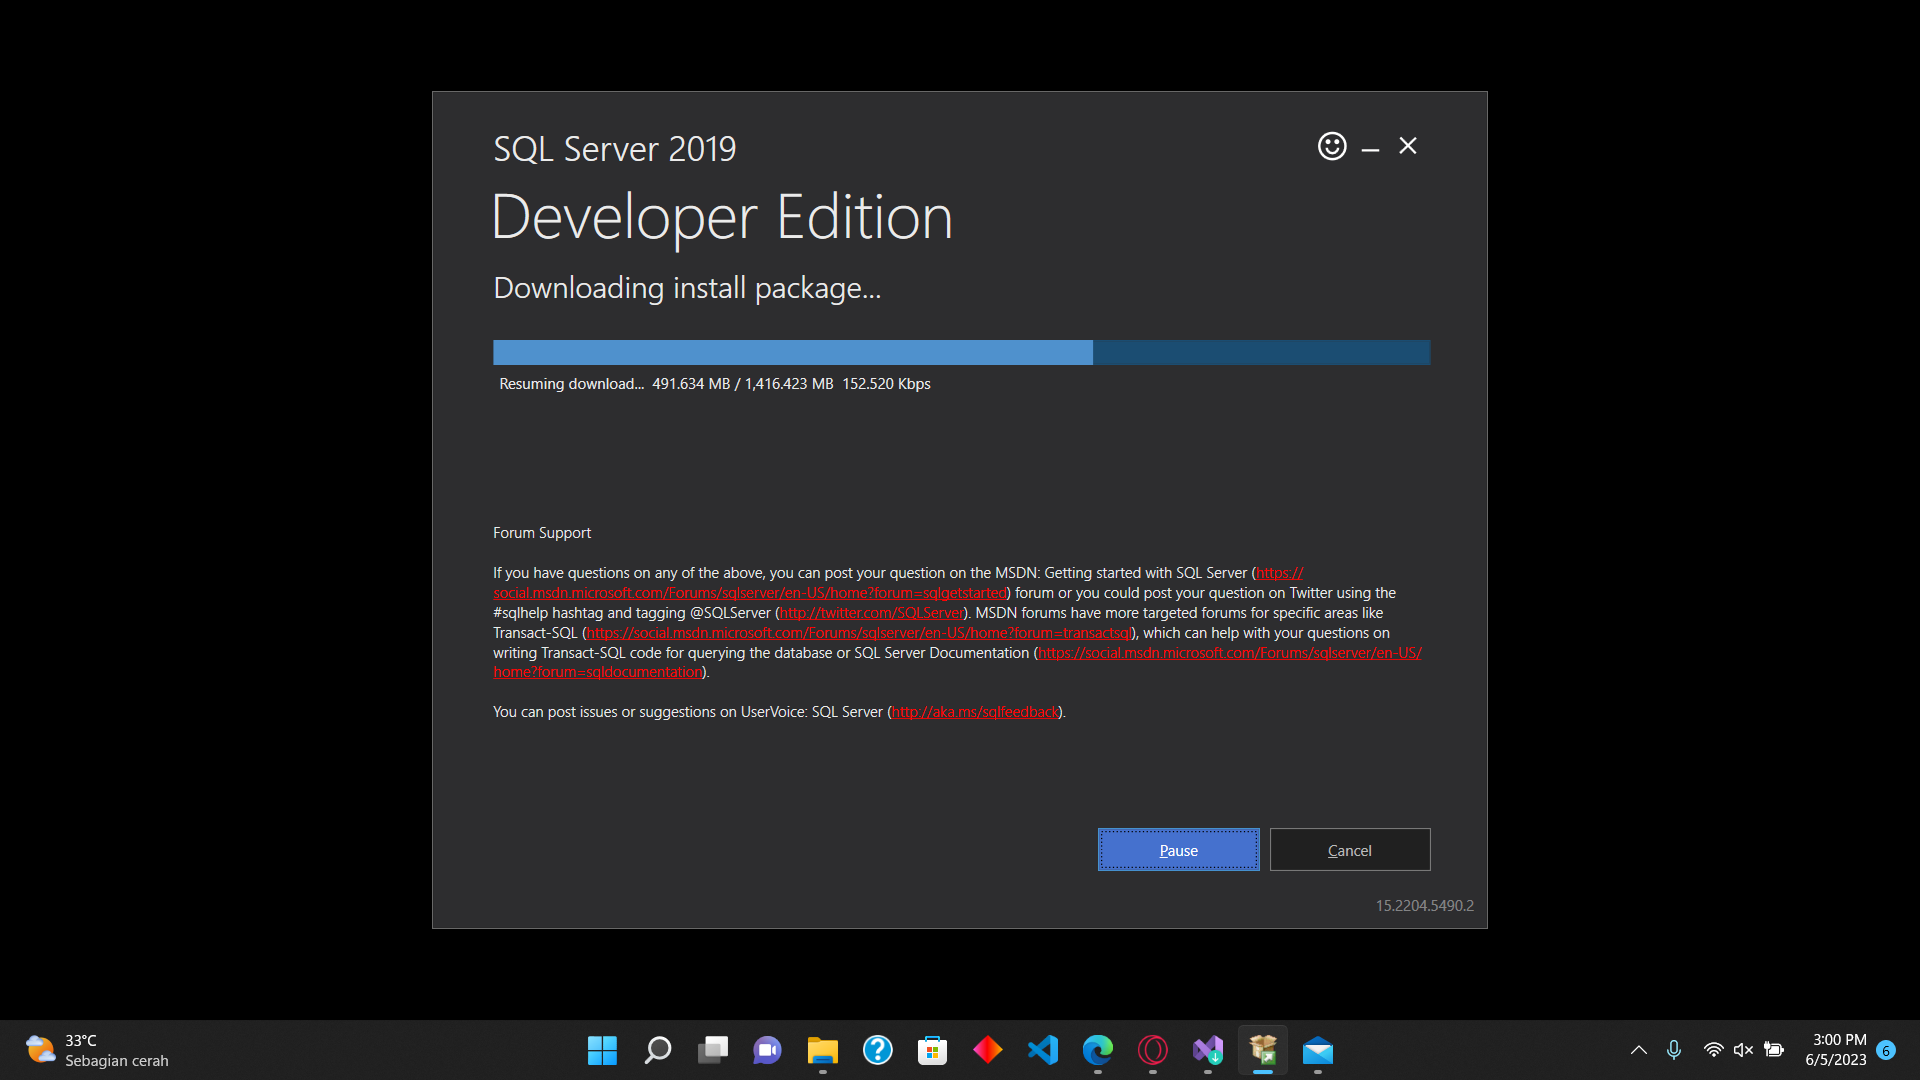 SQL Server 2019
Developer Edition
Downloading install package...
Resuming download... 491.634 MB / 1,416.423 MB 152.520 Kbps
Forum Support
If you have questions on any of the above, you can post your question on the MSDN: Getting started with SQL Server (https://
social.msdn.microsoft.com/Forums/sqlserver/en-US/home?forum=sqlgetstarted) forum or you could post your question on Twitter using the
#sqlhelp hashtag and tagging @SQLServer (http://twitter.com/SQLServer). MSDN forums have more targeted forums for specific areas like
Transact-SQL (https://social.msdn.microsoft.com/Forums/sqlserver/en-US/home?forum=transactsql), which can help with your questions on
writing Transact-SQL code for querying the database or SQL Server Documentation (https://social.msdn.microsoft.com/Forums/sqlserver/en-US/
home?forum=sqldocumentation).
You can post issues or suggestions on UserVoice: SQL Server (http://aka.ms/sqlfeedback).
Pause
Cancel
15.2204.5490.2
33°C
Sebagian cerah
3:00 PM
6/5/2023
6